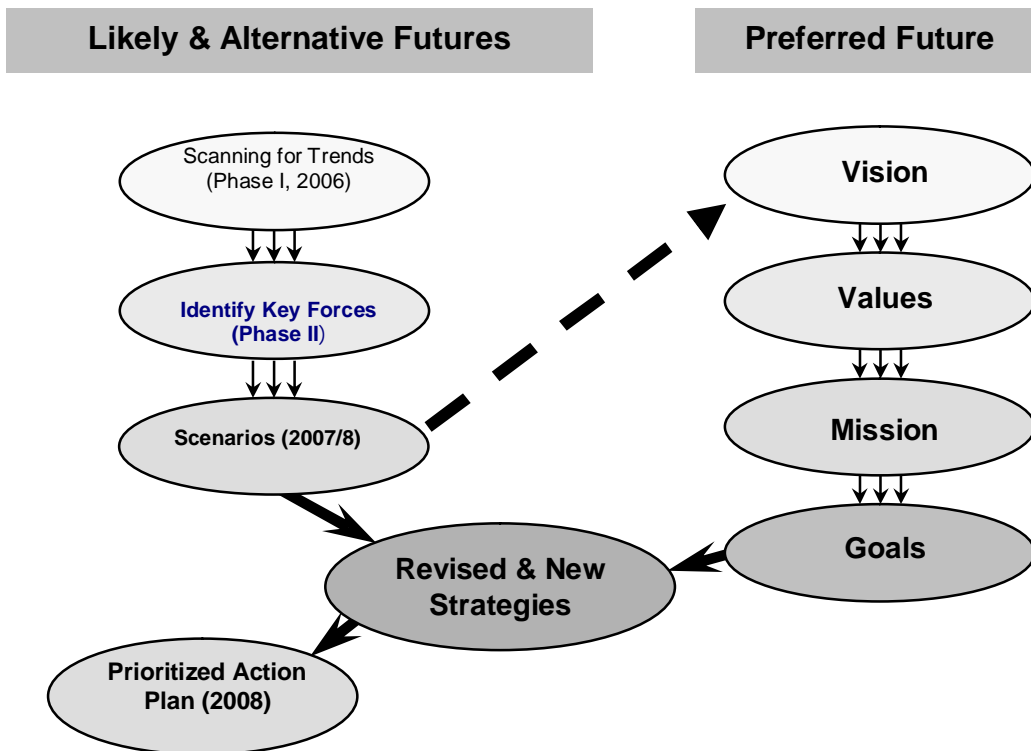 Likely & Alternative Futures
Preferred Future
Scanning for Trends
(Phase I, 2006)
Identify Key Forces
(Phase II)
Scenarios (2007/8)
Vision
Values
Mission
Goals
Revised & New
Strategies
Prioritized Action
Plan (2008)